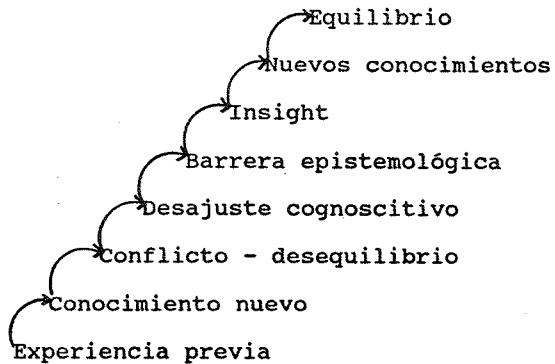 Equilibrio
Nuevos conocimientos
Insight
Barrera epistemológica
Desajuste cognoscitivo
Conflicto - desequilibrio
Conocimiento nuevo
Experiencia previa